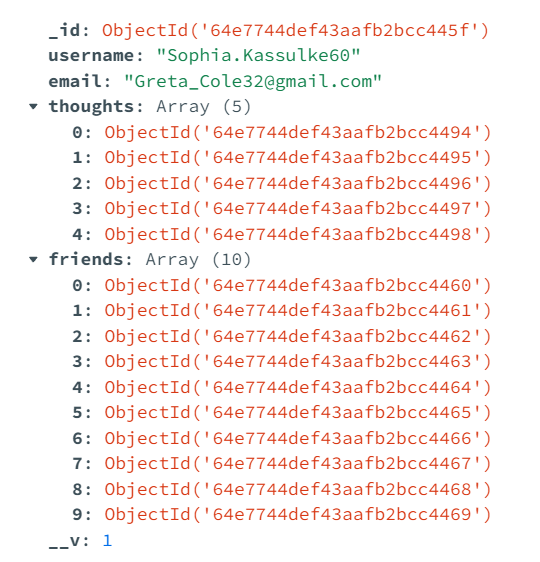 _id: ObjectId('64e7744def43aafb2bcc445f')
username: "Sophia.Kassulke60"
email: "Greta_Cole32@gmail.com"
thoughts: Array (5)
0: ObjectId('64e7744def43aafb2bcc4494')
1: ObjectId('64e7744def43aafb2bcc4495')
2: ObjectId('64e7744def43aafb2bcc4496')
3: ObjectId('64e7744def43aafb2bcc4497')
4: ObjectId('64e7744def43aafb2bcc4498')
friends: Array (10)
0: ObjectId('64e7744def43aafb2bcc4460')
1: ObjectId('64e7744def43aafb2bcc4461')
2: ObjectId('64e7744def43aafb2bcc4462')
3: ObjectId('64e7744def43aafb2bcc4463')
4: ObjectId('64e7744def43aafb2bcc4464')
5: ObjectId('64e7744def43aafb2bcc4465')
6: ObjectId('64e7744def43aafb2bcc4466')
7: ObjectId('64e7744def43aafb2bcc4467')
8: ObjectId('64e7744def43aafb2bcc4468')
9: ObjectId('64e7744def43aafb2bcc4469')
__v: 1